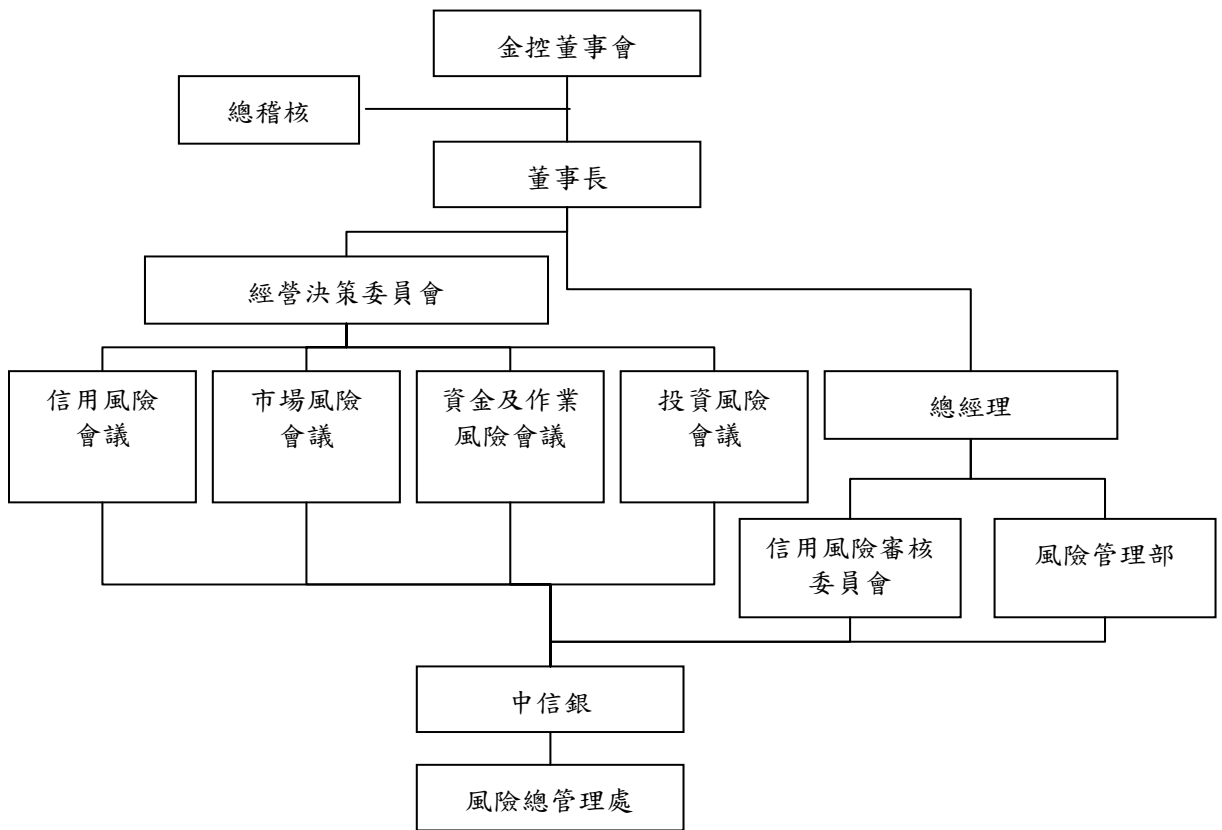 金控董事會
總稽核
董事長
經營決策委員會
信用風險
會議
市場風險
會議
資金及作業
風險會議
投資風險
會議
總經理
信用風險審核
委員會
風險管理部
中信銀
風險總管理處